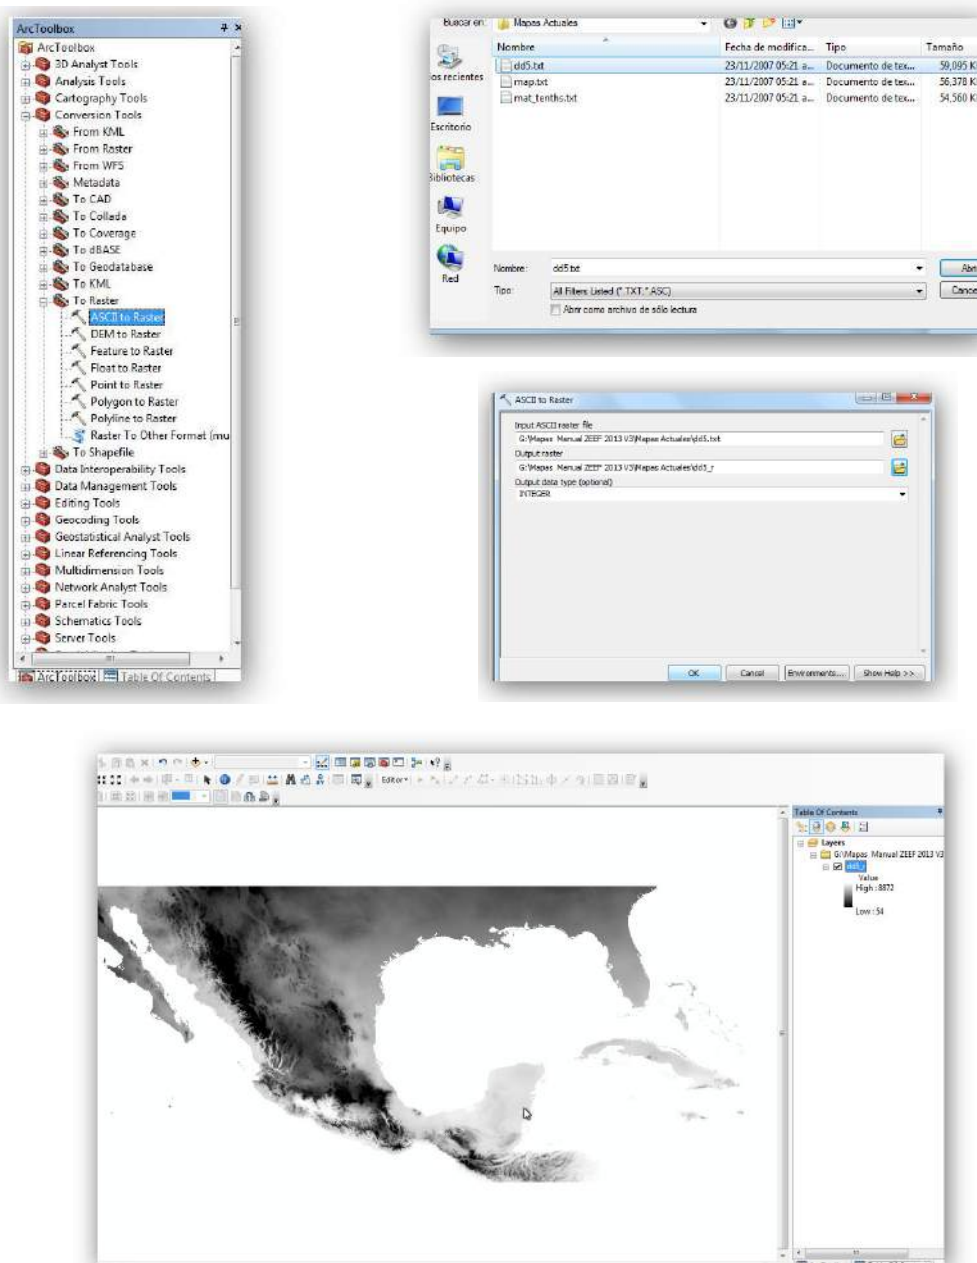 ArcToolbox
ArcToolbox
3D Analyst Tools
Analysis Tools
Cartography Tools
Conversion Tools
From KML
From Raster
From WFS
Metadata
To CAD
To Collada
To Coverage
To dBASE
To Geodatabase
To KML
To Raster
ASCII to Raster
DEM to Raster
Feature to Raster
Float to Raster
Point to Raster
Polygon to Raster
Polyline to Raster
Raster To Other Format (mu
To Shapefile
Data Interoperability Tools
Data Management Tools
Editing Tools
Geocoding Tools
Geostatistical Analyst Tools
Linear Referencing Tools
Multidimension Tools
Network Analyst Tools
Parcel Fabric Tools
Schematics Tools
Server Tools
ArcToolbox Table Of Contents
Buscar en: Mapas Actuales
Nombre Fecha de modifica... Tipo Tamaño
dd5.txt 23/11/2007 05:21 a... Documento de tex... 59,095 K
map.txt 23/11/2007 05:21 a... Documento de tex... 56,378 K
mat_tenths.txt 23/11/2007 05:21 a... Documento de tex... 54,560 K
os recientes
Escritorio
Bibliotecas
Equipo
Red
Nombre: dd5.txt Abri
Tipo: All Filters Listed (*.TXT,*.ASC) Cance
Abrir como archivo de sólo lectura
ASCII to Raster
Input ASCII raster file
G:\Mapas Manual ZEEF 2013 V3\Mapas Actuales\dd5.txt
Output raster
G:\Mapas Manual ZEEF 2013 V3\Mapas Actuales\dd5_r
Output data type (optional)
INTEGER
OK Cancel Environments... Show Help >>
Editor
Table Of Contents
Layers
G:\Mapas Manual ZEEF 2013 V3
dd5_r
Value
High : 8872
Low : 54